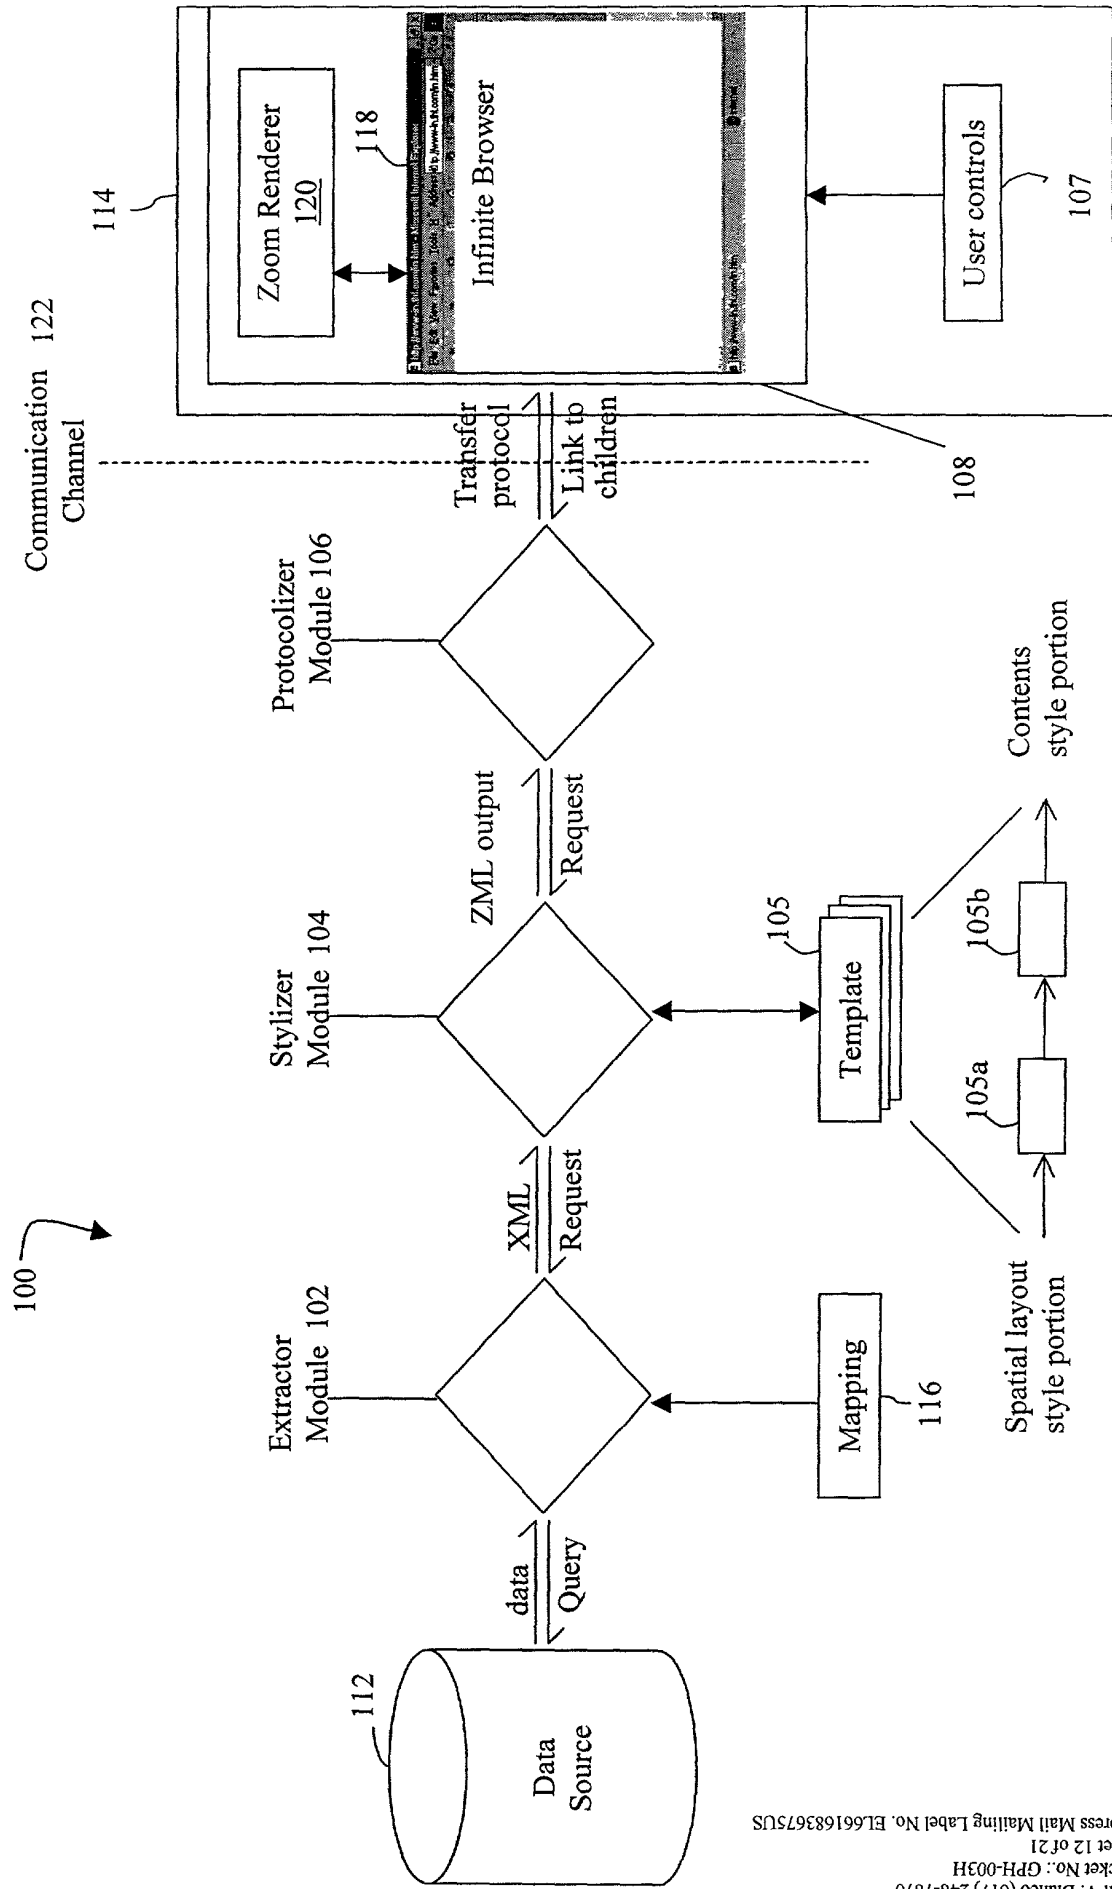 100
Communication 122
Channel
114
Zoom Renderer
120
118
Infinite Browser
User controls
107
108
Transfer
protocol
Link to
children
Protocolizer
Module 106
ZML output
Request
Stylizer
Module 104
105
Template
Contents
style portion
105b
105a
Spatial layout
style portion
XML
Request
Extractor
Module 102
Mapping
116
data
Query
112
Data
Source
Mail Mailing Label No. EL661683675US
12 of 21
No.: GPH-003H